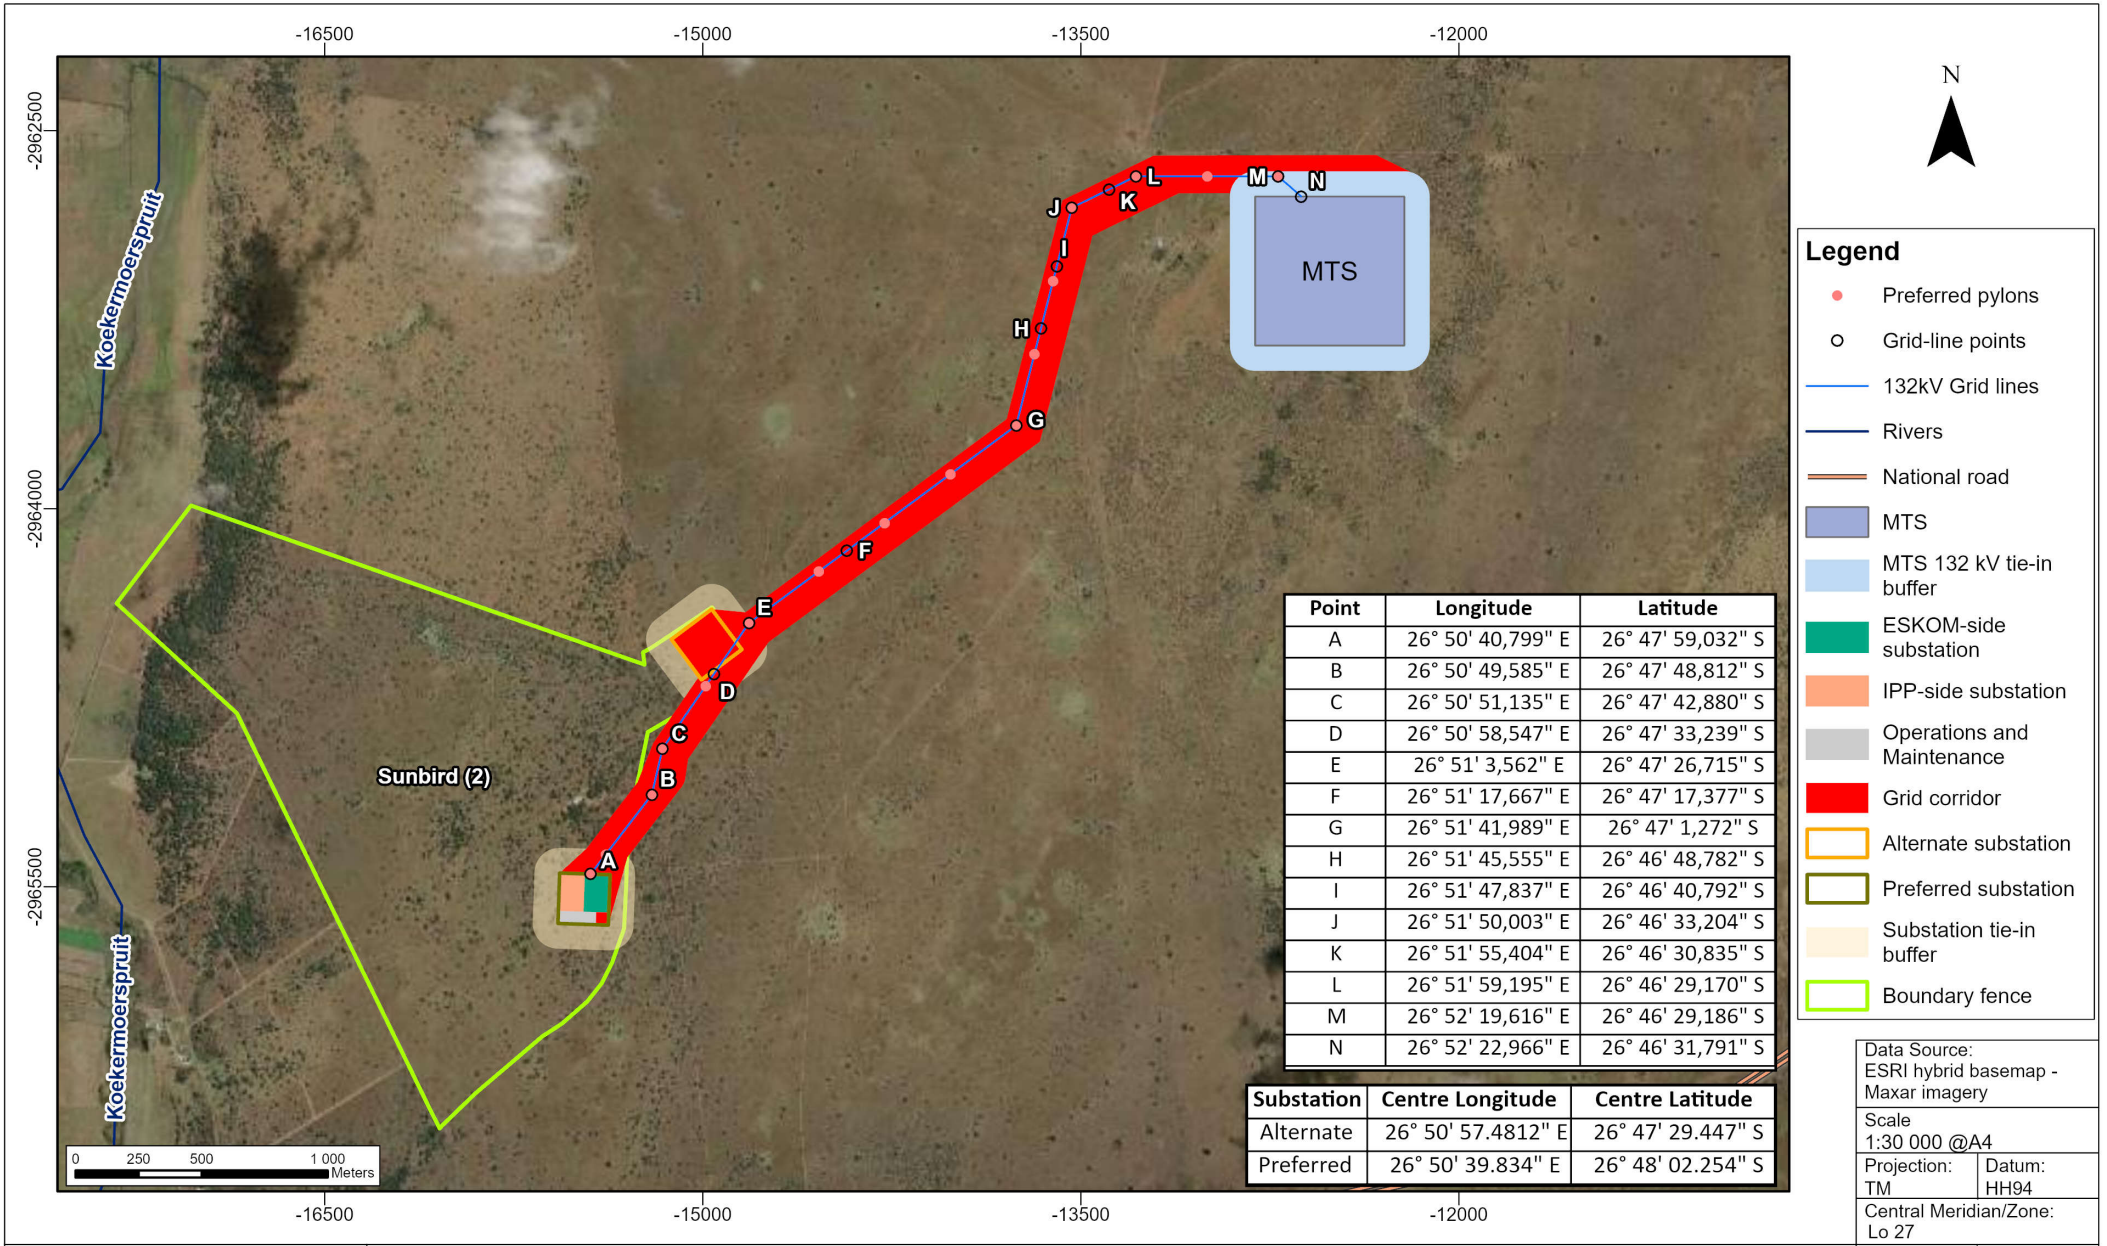 -16500 -15000 -13500 -12000
-2962500
-2964000
-2965500
Koekermoerspruit
Koekermoerspruit
Sunbird (2)
A
B
C
D
E
F
G
H
I
J
K
L
M
N
MTS
0 250 500 1 000
Meters
-16500 -15000 -13500 -12000
Point Longitude Latitude
A 26° 50' 40,799" E 26° 47' 59,032" S
B 26° 50' 49,585" E 26° 47' 48,812" S
C 26° 50' 51,135" E 26° 47' 42,880" S
D 26° 50' 58,547" E 26° 47' 33,239" S
E 26° 51' 3,562" E 26° 47' 26,715" S
F 26° 51' 17,667" E 26° 47' 17,377" S
G 26° 51' 41,989" E 26° 47' 1,272" S
H 26° 51' 45,555" E 26° 46' 48,782" S
I 26° 51' 47,837" E 26° 46' 40,792" S
J 26° 51' 50,003" E 26° 46' 33,204" S
K 26° 51' 55,404" E 26° 46' 30,835" S
L 26° 51' 59,195" E 26° 46' 29,170" S
M 26° 52' 19,616" E 26° 46' 29,186" S
N 26° 52' 22,966" E 26° 46' 31,791" S
Substation Centre Longitude Centre Latitude
Alternate 26° 50' 57.4812" E 26° 47' 29.447" S
Preferred 26° 50' 39.834" E 26° 48' 02.254" S
N
Legend
Preferred pylons
Grid-line points
132kV Grid lines
Rivers
National road
MTS
MTS 132 kV tie-in
buffer
ESKOM-side
substation
IPP-side substation
Operations and
Maintenance
Grid corridor
Alternate substation
Preferred substation
Substation tie-in
buffer
Boundary fence
Data Source:
ESRI hybrid basemap -
Maxar imagery
Scale
1:30 000 @A4
Projection: Datum:
TM HH94
Central Meridian/Zone:
Lo 27